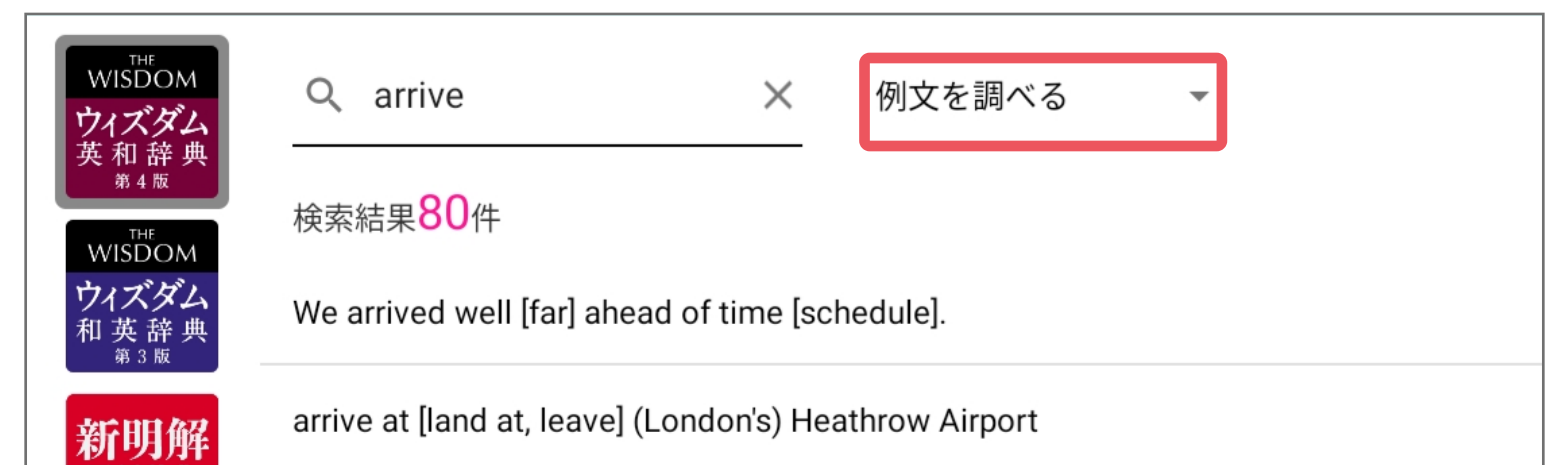 THE
WISDOM
ウィズダム
英和辞典
第4版
arrive
例文を調べる
検索結果80件
THE
WISDOM
ウィズダム
和英辞典
第3版
We arrived well [far] ahead of time [schedule].
新明解
arrive at [land at, leave] (London's) Heathrow Airport